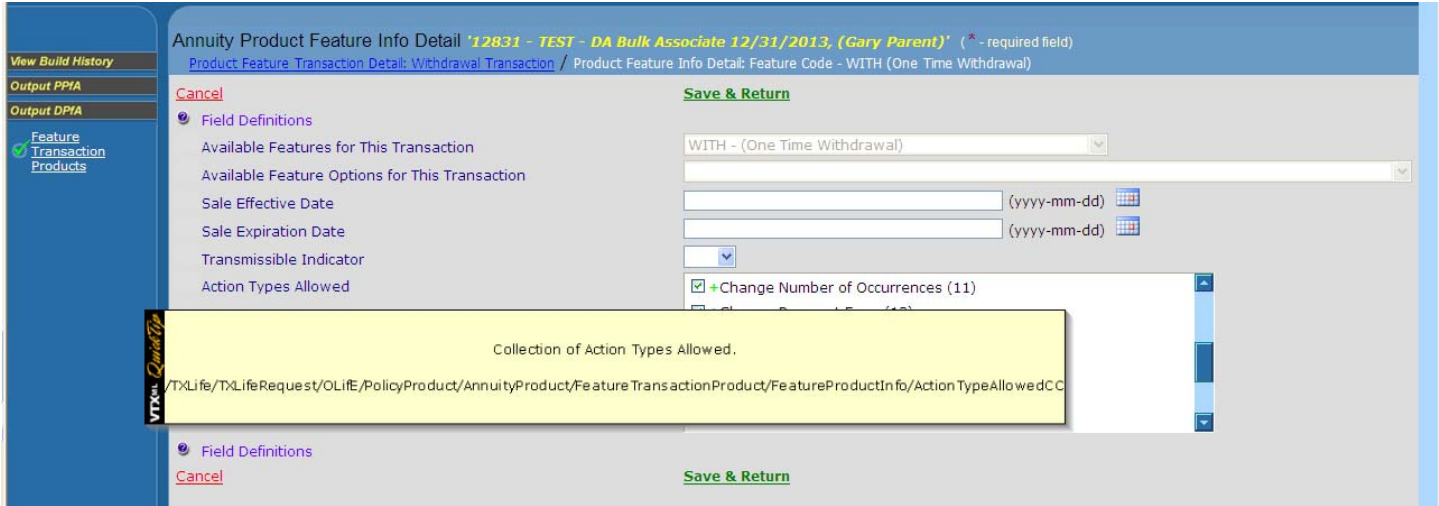 Annuity Product Feature Info Detail '12831 - TEST - DA Bulk Associate 12/31/2013, (Gary Parent)' (* - required field)
Product Feature Transaction Detail: Withdrawal Transaction / Product Feature Info Detail: Feature Code - WITH (One Time Withdrawal)
View Build History
Output PPfA
Output DPfA
Feature
Transaction
Products
Cancel Save & Return
Field Definitions
Available Features for This Transaction WITH - (One Time Withdrawal)
Available Feature Options for This Transaction
Sale Effective Date (yyyy-mm-dd)
Sale Expiration Date (yyyy-mm-dd)
Transmissible Indicator
Action Types Allowed +Change Number of Occurrences (11)
VTXML QuickTip
Collection of Action Types Allowed.
/TXLife/TXLifeRequest/OLifE/PolicyProduct/AnnuityProduct/FeatureTransactionProduct/FeatureProductInfo/ActionTypeAllowedCC
Field Definitions
Cancel Save & Return